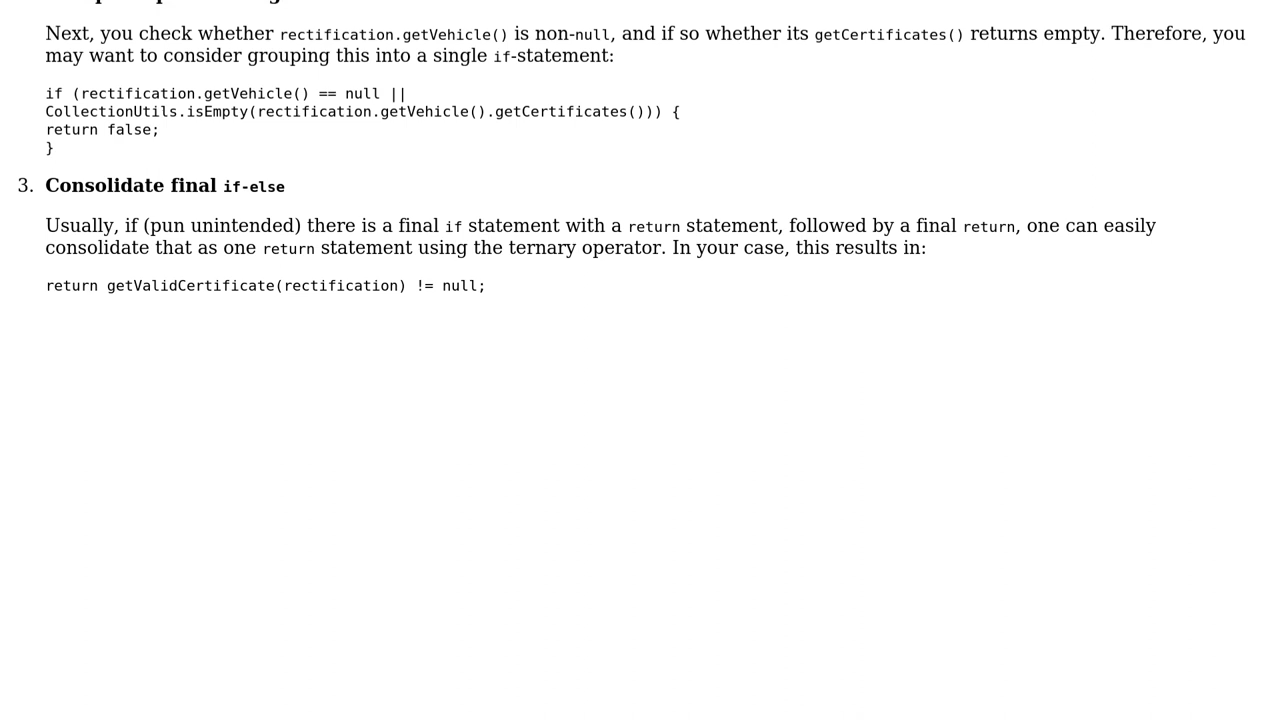 Next, you check whether rectification.getVehicle() is non-null, and if so whether its getCertificates() returns empty. Therefore, you
may want to consider grouping this into a single if-statement:
if (rectification.getVehicle() == null ||
CollectionUtils.isEmpty(rectification.getVehicle().getCertificates())) {
return false;
}
3. Consolidate final if-else
Usually, if (pun unintended) there is a final if statement with a return statement, followed by a final return, one can easily
consolidate that as one return statement using the ternary operator. In your case, this results in:
return getValidCertificate(rectification) != null;